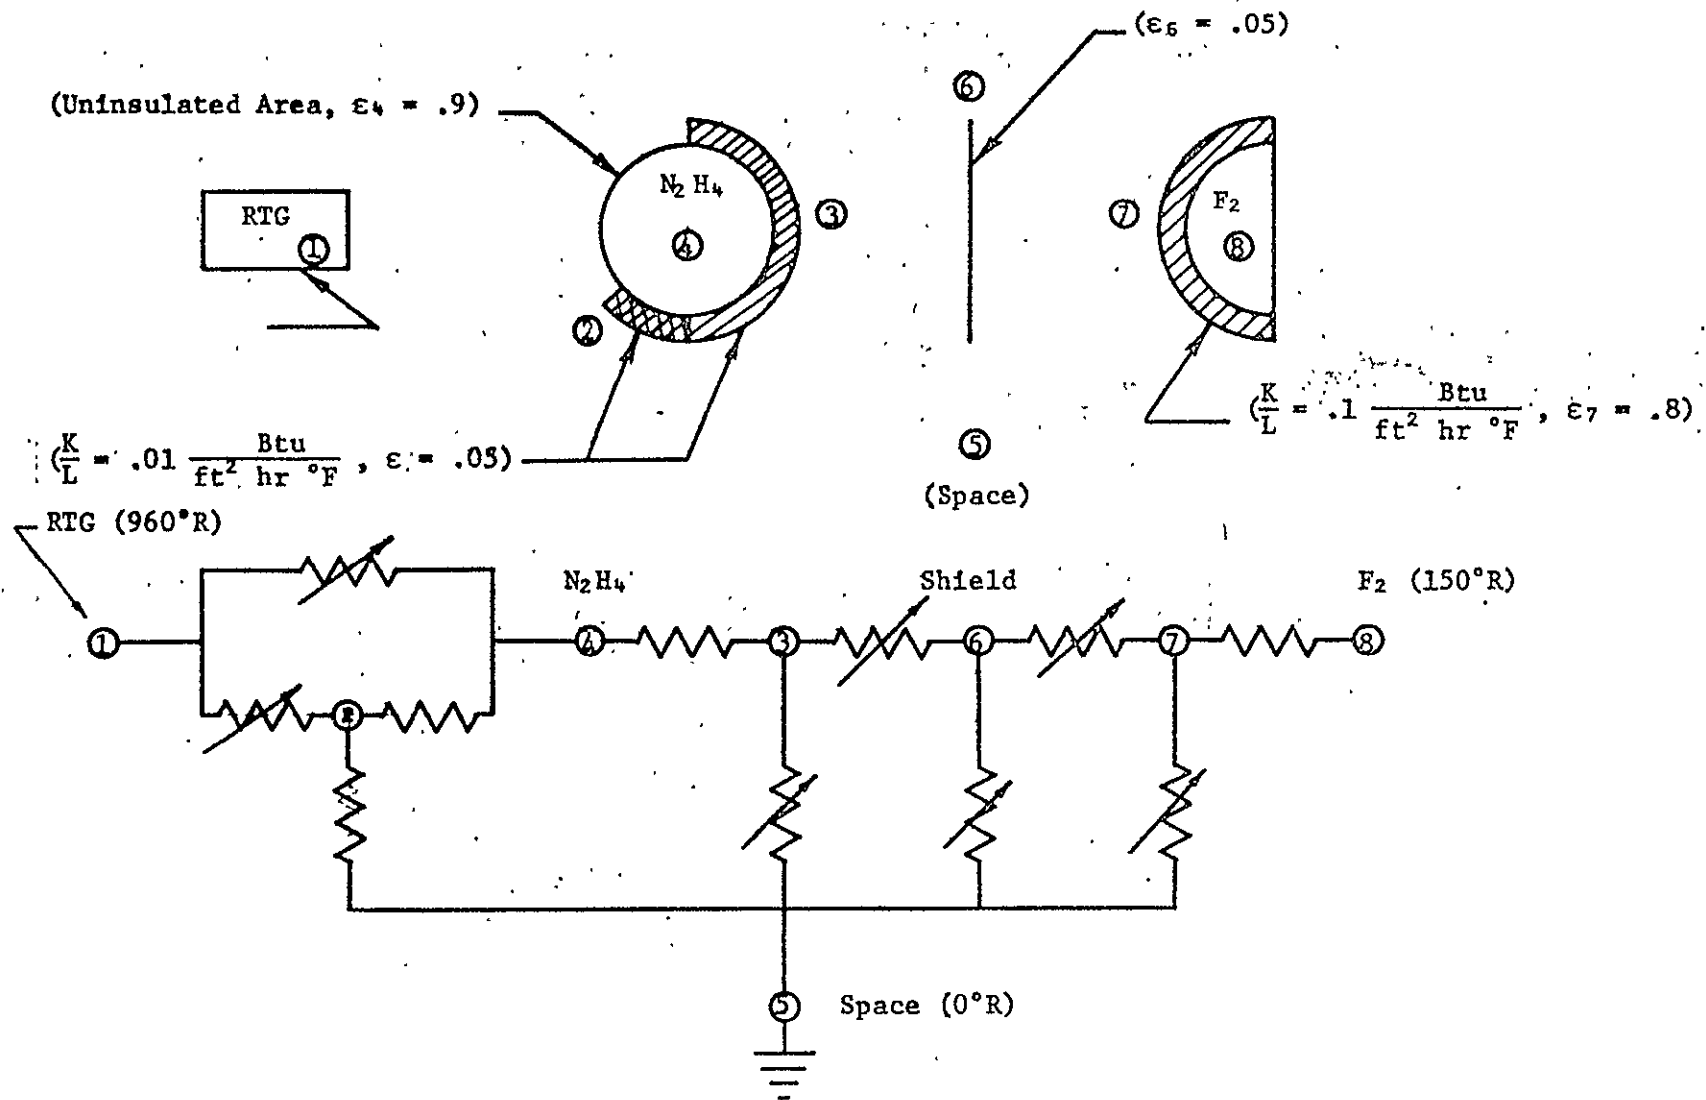 (ε₆ = .05)
⑥
(Uninsulated Area, ε₄ = .9)
N₂H₄
④
③
RTG
①
②
⑦
F₂
⑧
(K/L = .1 Btu/ft² hr °F , ε₇ = .8)
(K/L = .01 Btu/ft² hr °F , ε = .05)
⑤
(Space)
RTG (960°R)
N₂H₄
Shield
F₂ (150°R)
①
④
③
⑥
⑦
⑧
②
⑤
Space (0°R)